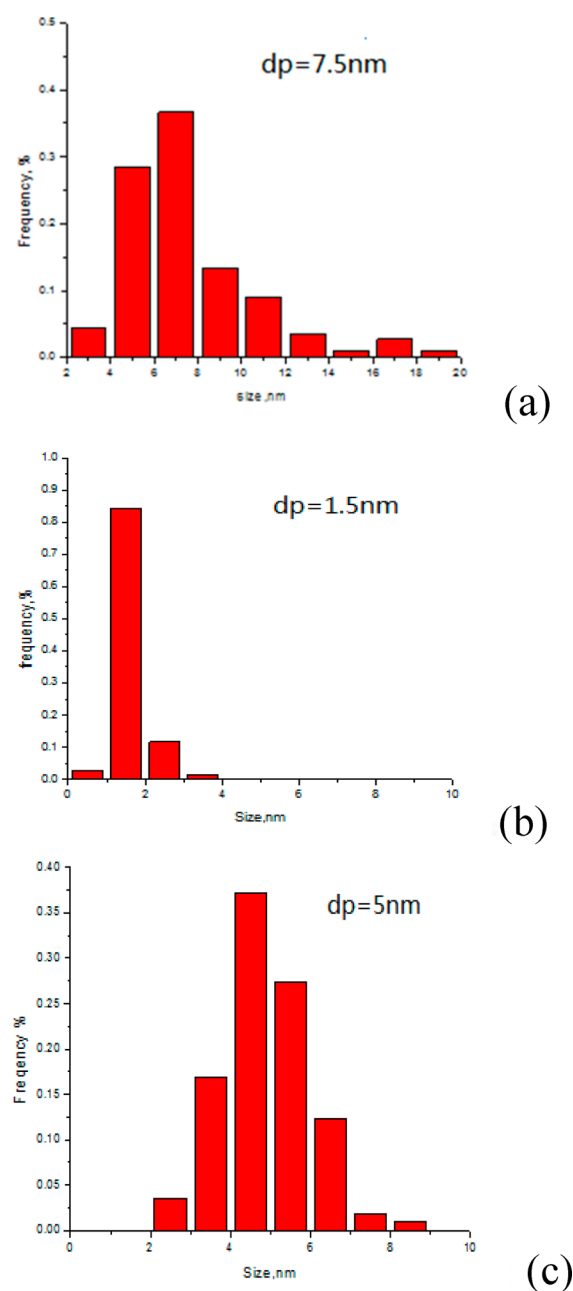 dp=7.5nm
0.5
0.4
0.3
0.2
0.1
0.0
Frequency, %
2 4 6 8 10 12 14 16 18 20
size,nm
(a)
dp=1.5nm
1.0
0.9
0.8
0.7
0.6
0.5
0.4
0.3
0.2
0.1
0.0
frequency,%
0 2 4 6 8 10
Size,nm
(b)
dp=5nm
0.40
0.35
0.30
0.25
0.20
0.15
0.10
0.05
0.00
Freqency %
0 2 4 6 8 10
Size,nm
(c)